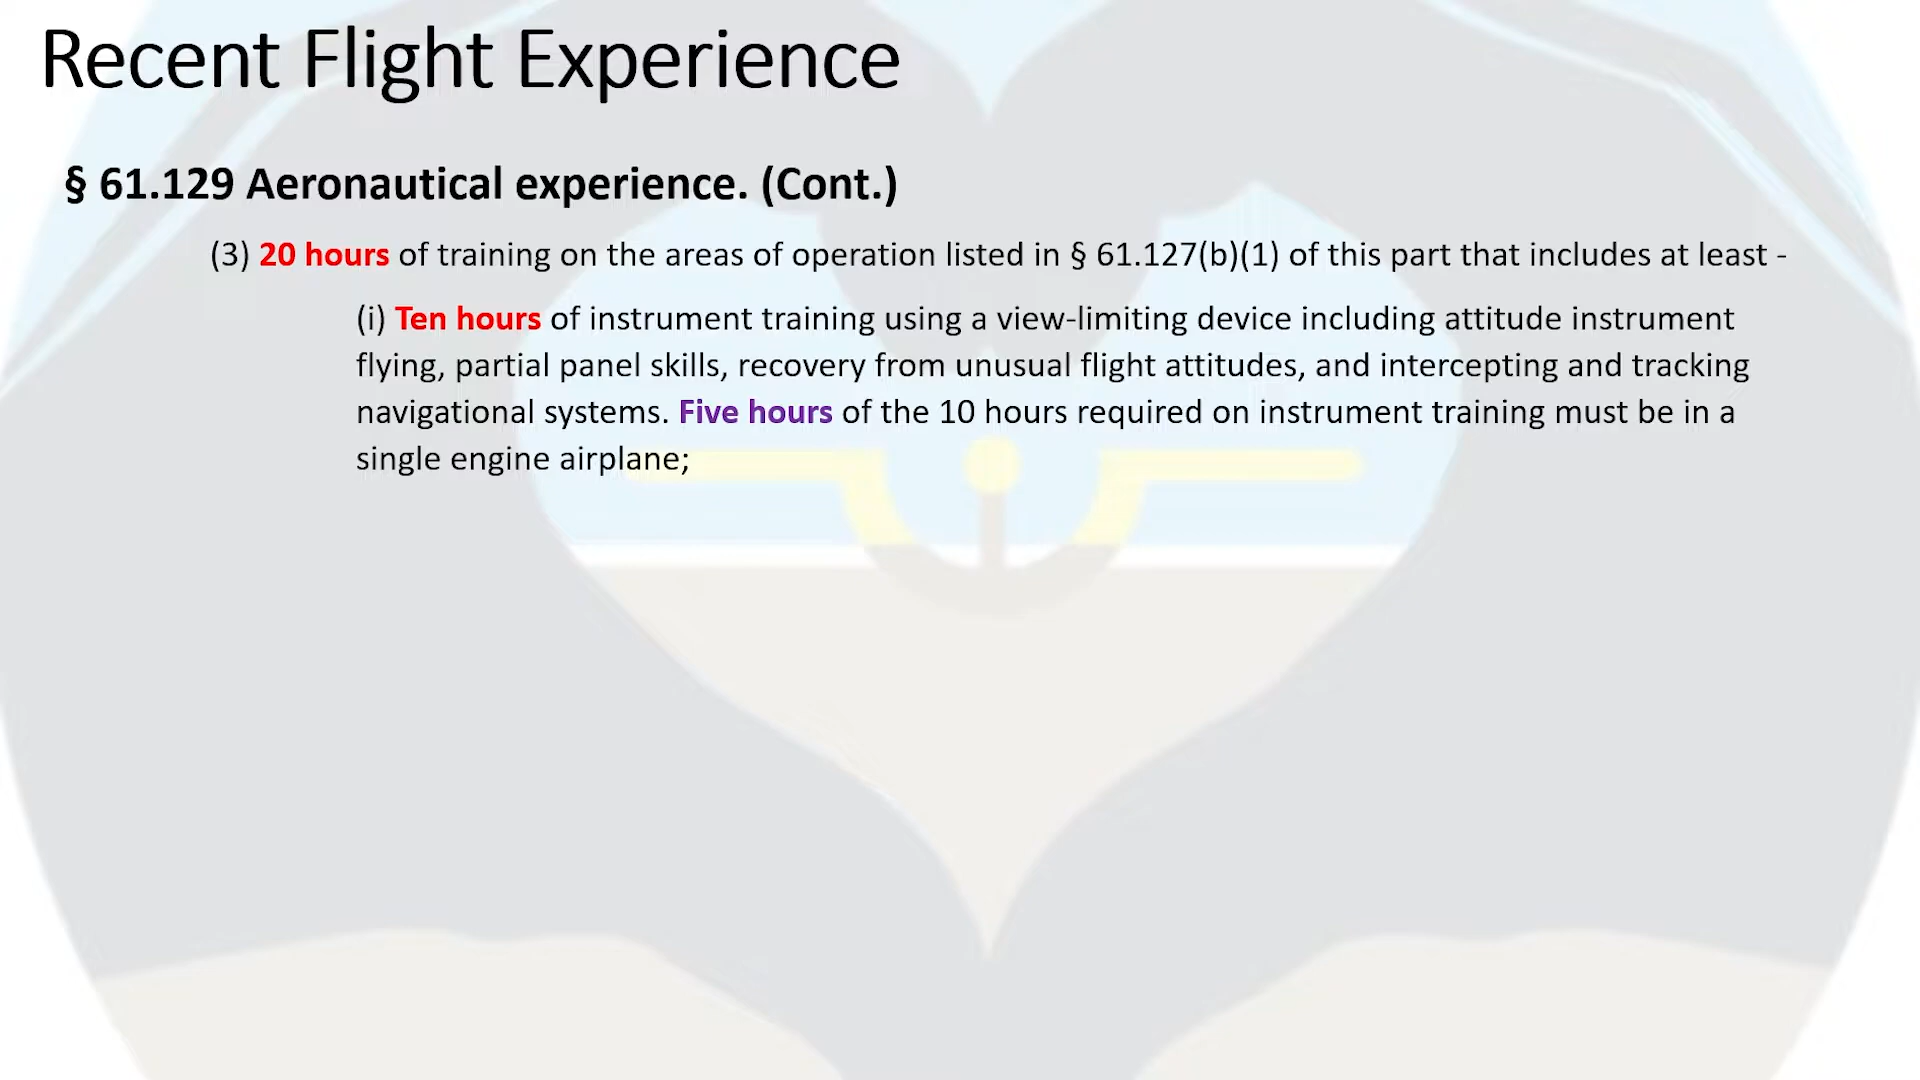 Recent Flight Experience
§ 61.129 Aeronautical experience. (Cont.)
(3) 20 hours of training on the areas of operation listed in § 61.127(b)(1) of this part that includes at least -
(i) Ten hours of instrument training using a view-limiting device including attitude instrument
flying, partial panel skills, recovery from unusual flight attitudes, and intercepting and tracking
navigational systems. Five hours of the 10 hours required on instrument training must be in a
single engine airplane;